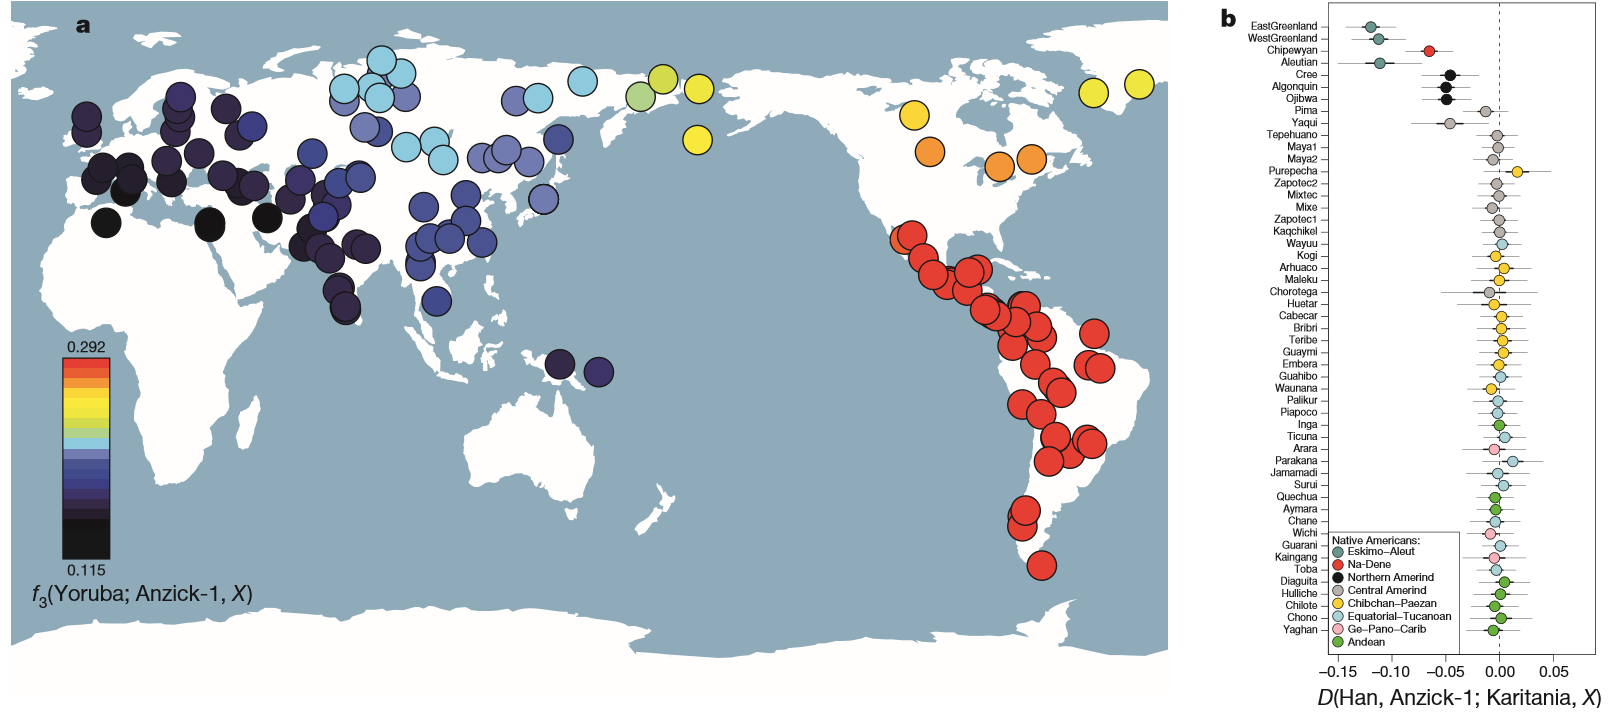 a
0.292
0.115
f3(Yoruba; Anzick-1, X)
b
EastGreenland
WestGreenland
Chipewyan
Aleutian
Cree
Algonquin
Ojibwa
Pima
Yaqui
Tepehuano
Maya1
Maya2
Purepecha
Zapotec2
Mixtec
Mixe
Zapotec1
Kaqchikel
Wayuu
Kogi
Arhuaco
Maleku
Chorotega
Huetar
Cabecar
Bribri
Teribe
Guaymi
Embera
Guahibo
Waunana
Palikur
Piapoco
Inga
Ticuna
Arara
Parakana
Jamamadi
Surui
Quechua
Aymara
Chane
Wichi
Guarani
Kaingang
Toba
Diaguita
Hulliche
Chilote
Chono
Yaghan
Native Americans:
Eskimo–Aleut
Na-Dene
Northern Amerind
Central Amerind
Chibchan–Paezan
Equatorial–Tucanoan
Ge–Pano–Carib
Andean
–0.15 –0.10 –0.05 0.00 0.05
D(Han, Anzick-1; Karitania, X)